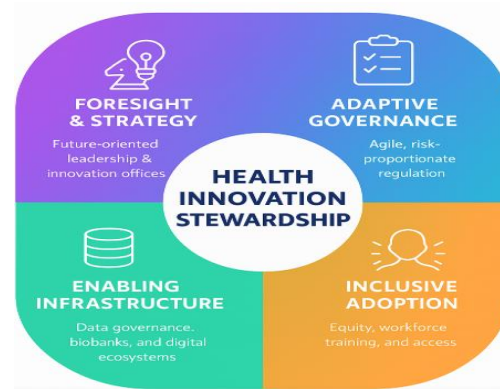 FORESIGHT
& STRATEGY
Future-oriented
leadership &
innovation offices
ADAPTIVE
GOVERNANCE
Agile, risk-
proportionate
regulation
HEALTH
INNOVATION
STEWARDSHIP
ENABLING
INFRASTRUCTURE
Data governance.
biobanks, and digital
ecosystems
INCLUSIVE
ADOPTION
Equity, workforce
training, and access